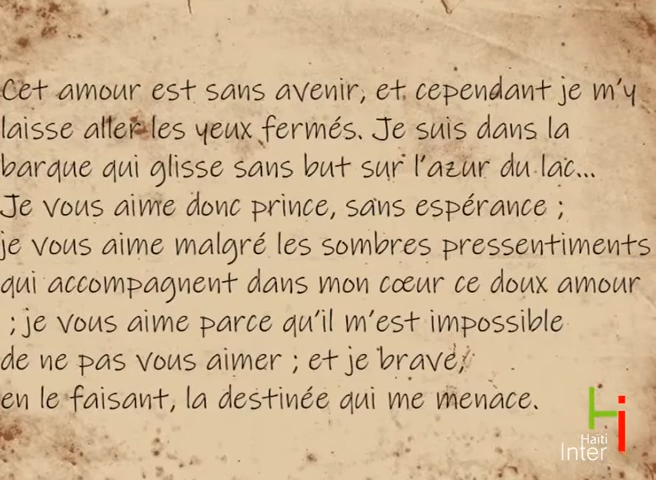 Cet amour est sans avenir, et cependant je m'y
laisse aller les yeux fermés. Je suis dans la
barque qui glisse sans but sur l'azur du lac...
Je vous aime donc prince, sans espérance ;
je vous aime malgré les sombres pressentiments
qui accompagnent dans mon cœur ce doux amour
; je vous aime parce qu'il m'est impossible
de ne pas vous aimer ; et je brave,
en le faisant, la destinée qui me menace.
Hi
Haïti
Inter